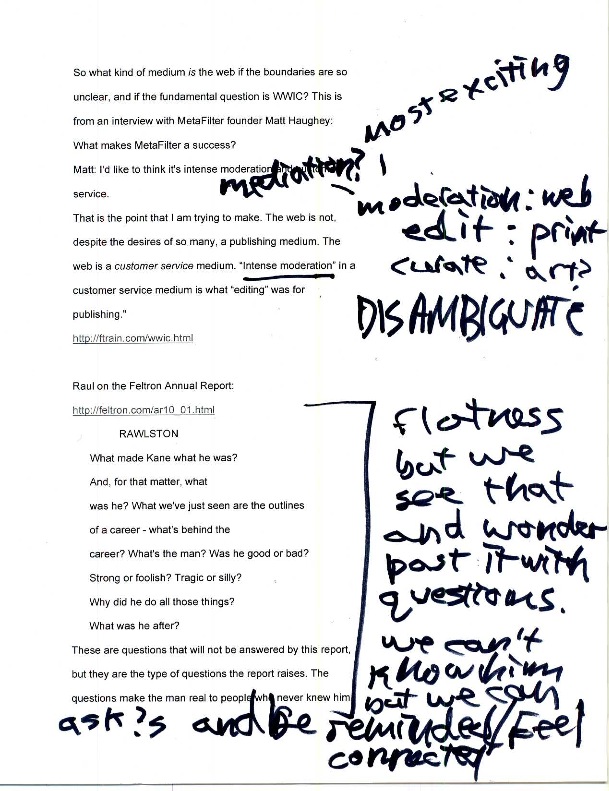 So what kind of medium is the web if the boundaries are so
unclear, and if the fundamental question is WWIC? This is
from an interview with MetaFilter founder Matt Haughey:
What makes MetaFilter a success?
Matt: I'd like to think it's intense moderation and
service.
That is the point that I am trying to make. The web is not,
despite the desires of so many, a publishing medium. The
web is a customer service medium. "Intense moderation" in a
customer service medium is what "editing" was for
publishing."
http://ftrain.com/wwic.html
most exciting
mediation?
moderation: web
edit: print
curate: art?
DISAMBIGUATE
Raul on the Feltron Annual Report:
http://feltron.com/ar10_01.html
RAWLSTON
What made Kane what he was?
And, for that matter, what
was he? What we've just seen are the outlines
of a career - what's behind the
career? What's the man? Was he good or bad?
Strong or foolish? Tragic or silly?
Why did he do all those things?
What was he after?
These are questions that will not be answered by this report,
but they are the type of questions the report raises. The
questions make the man real to people who never knew him
flatness
but we
see that
and wonder
past it with
questions.
we can't
know him
but we can
ask ?s and be reminded/feel
connected